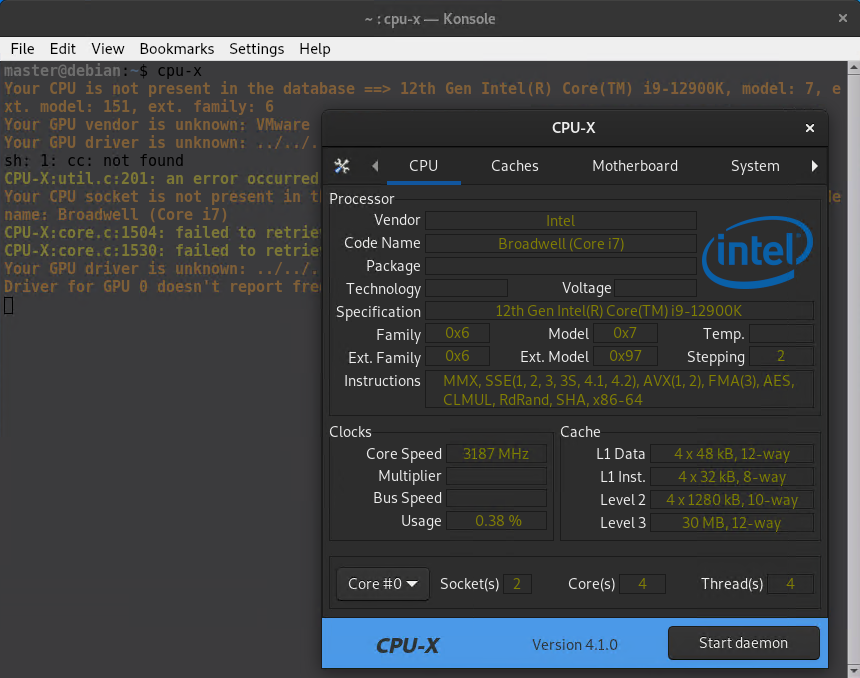 ~ : cpu-x — Konsole
File Edit View Bookmarks Settings Help
master@debian:~$ cpu-x
Your CPU is not present in the database ==> 12th Gen Intel(R) Core(TM) i9-12900K, model: 7, e
xt. model: 151, ext. family: 6
Your GPU vendor is unknown: VMware
Your GPU driver is unknown: ../../.
sh: 1: cc: not found
CPU-X:util.c:201: an error occurred
Your CPU socket is not present in th
de
name: Broadwell (Core i7)
CPU-X:core.c:1504: failed to retriev
CPU-X:core.c:1530: failed to retriev
Your GPU driver is unknown: ../../.
Driver for GPU 0 doesn't report fre
CPU-X
CPU Caches Motherboard System
Processor
Vendor Intel
Code Name Broadwell (Core i7)
Package
Technology Voltage
intel
Specification 12th Gen Intel(R) Core(TM) i9-12900K
Family 0x6 Model 0x7 Temp.
Ext. Family 0x6 Ext. Model 0x97 Stepping 2
Instructions MMX, SSE(1, 2, 3, 3S, 4.1, 4.2), AVX(1, 2), FMA(3), AES,
CLMUL, RdRand, SHA, x86-64
Clocks
Core Speed 3187 MHz
Multiplier
Bus Speed
Usage 0.38 %
Cache
L1 Data 4 x 48 kB, 12-way
L1 Inst. 4 x 32 kB, 8-way
Level 2 4 x 1280 kB, 10-way
Level 3 30 MB, 12-way
Core #0 Socket(s) 2 Core(s) 4 Thread(s) 4
CPU-X Version 4.1.0 Start daemon